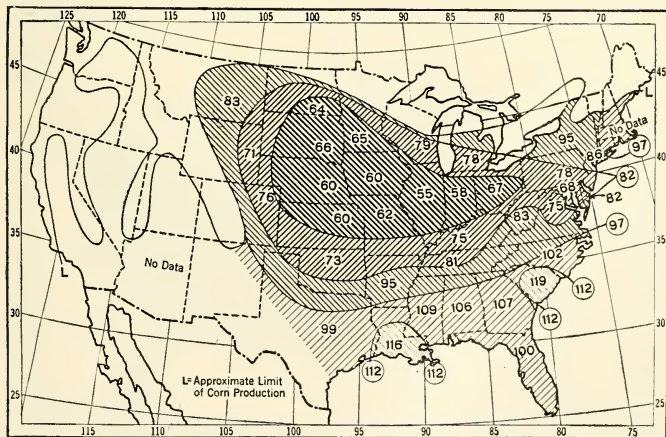 125 120 115 110 105 100 95 90 85 80 75 70
45 45
L
83 64 79 95 No Data
40 71 66 65 78 86 97 40
76 60 60 55 58 67 78 68 82
60 62 75 82
35 73 75 83 97 35
81
No Data 95 102
L 109 106 107 119 112
30 99 112 30
116 100
112 112
L=Approximate Limit
of Corn Production
25 25
115 110 105 100 95 90 85 80 75